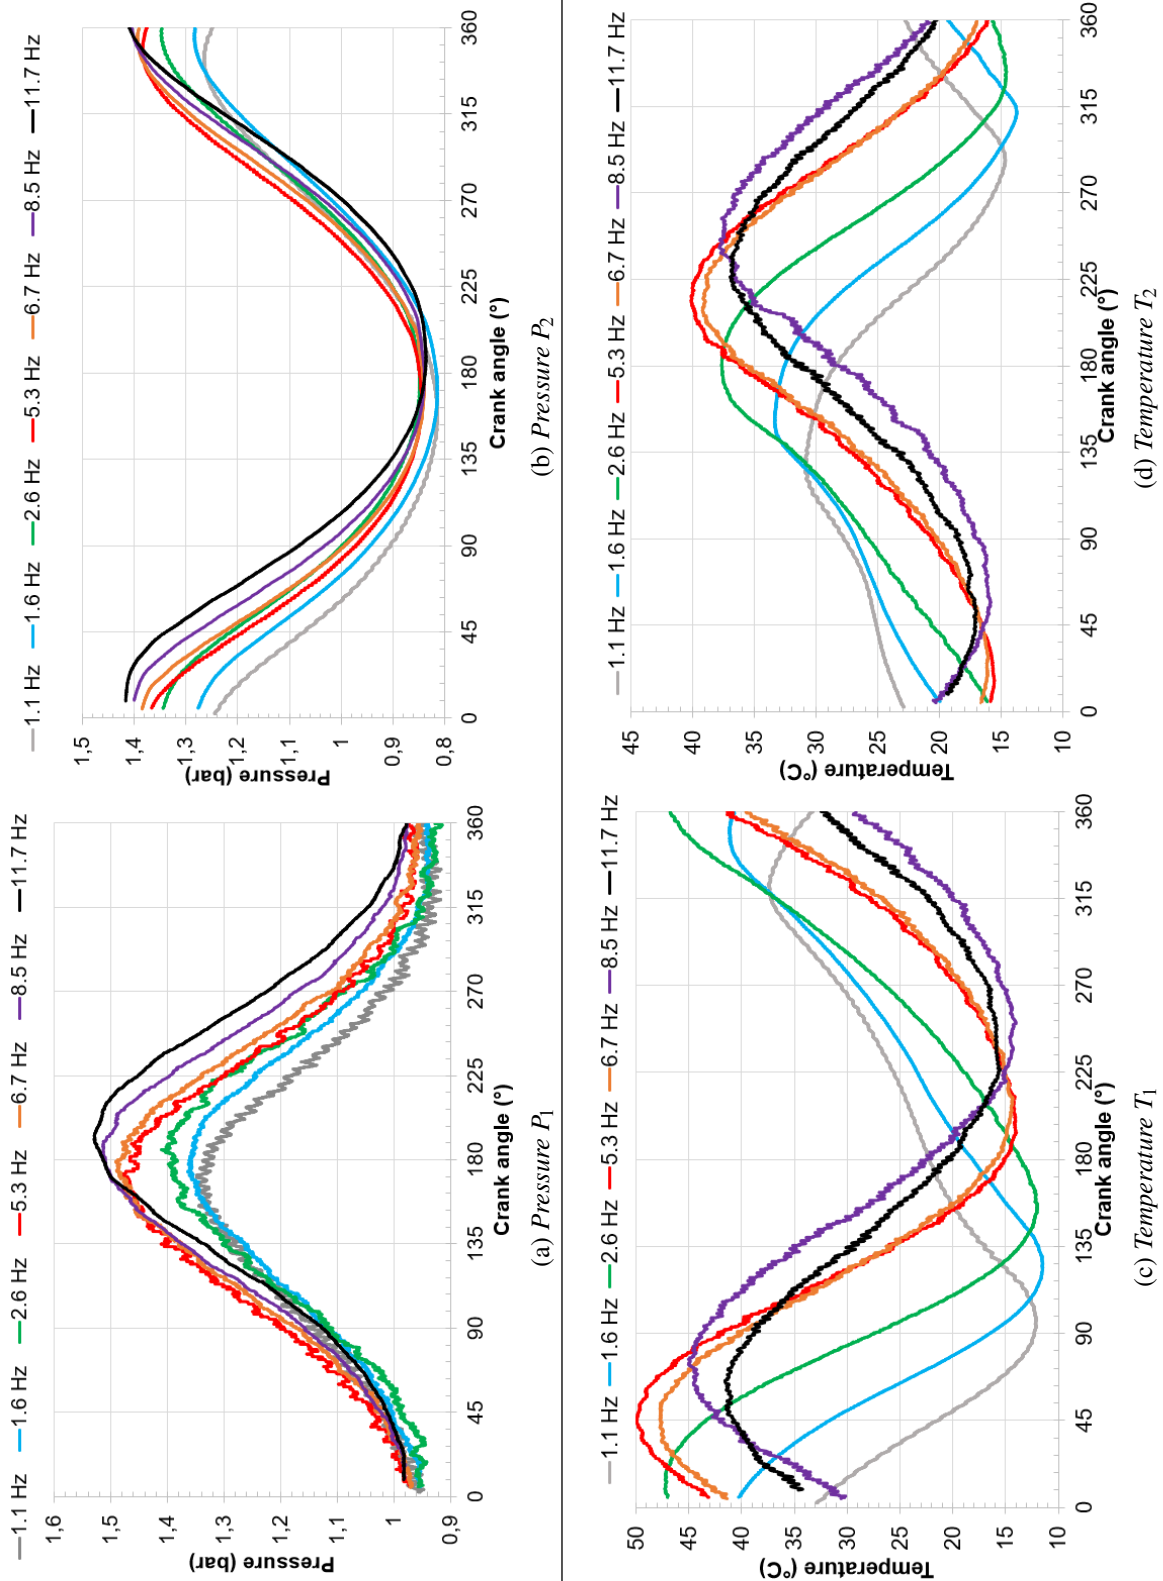 1.1 Hz 1.6 Hz 2.6 Hz 5.3 Hz 6.7 Hz 8.5 Hz 11.7 Hz
1,6
1,5
1,4
1,3
1,2
1,1
1
0,9
Pressure (bar)
0 45 90 135 180 225 270 315 360
Crank angle (°)
(a) Pressure P1
1.1 Hz 1.6 Hz 2.6 Hz 5.3 Hz 6.7 Hz 8.5 Hz 11.7 Hz
1,5
1,4
1,3
1,2
1,1
1
0,9
0,8
Pressure (bar)
0 45 90 135 180 225 270 315 360
Crank angle (°)
(b) Pressure P2
1.1 Hz 1.6 Hz 2.6 Hz 5.3 Hz 6.7 Hz 8.5 Hz 11.7 Hz
50
45
40
35
30
25
20
15
10
Temperature (°C)
0 45 90 135 180 225 270 315 360
Crank angle (°)
(c) Temperature T1
1.1 Hz 1.6 Hz 2.6 Hz 5.3 Hz 6.7 Hz 8.5 Hz 11.7 Hz
45
40
35
30
25
20
15
10
Temperature (°C)
0 45 90 135 180 225 270 315 360
Crank angle (°)
(d) Temperature T2